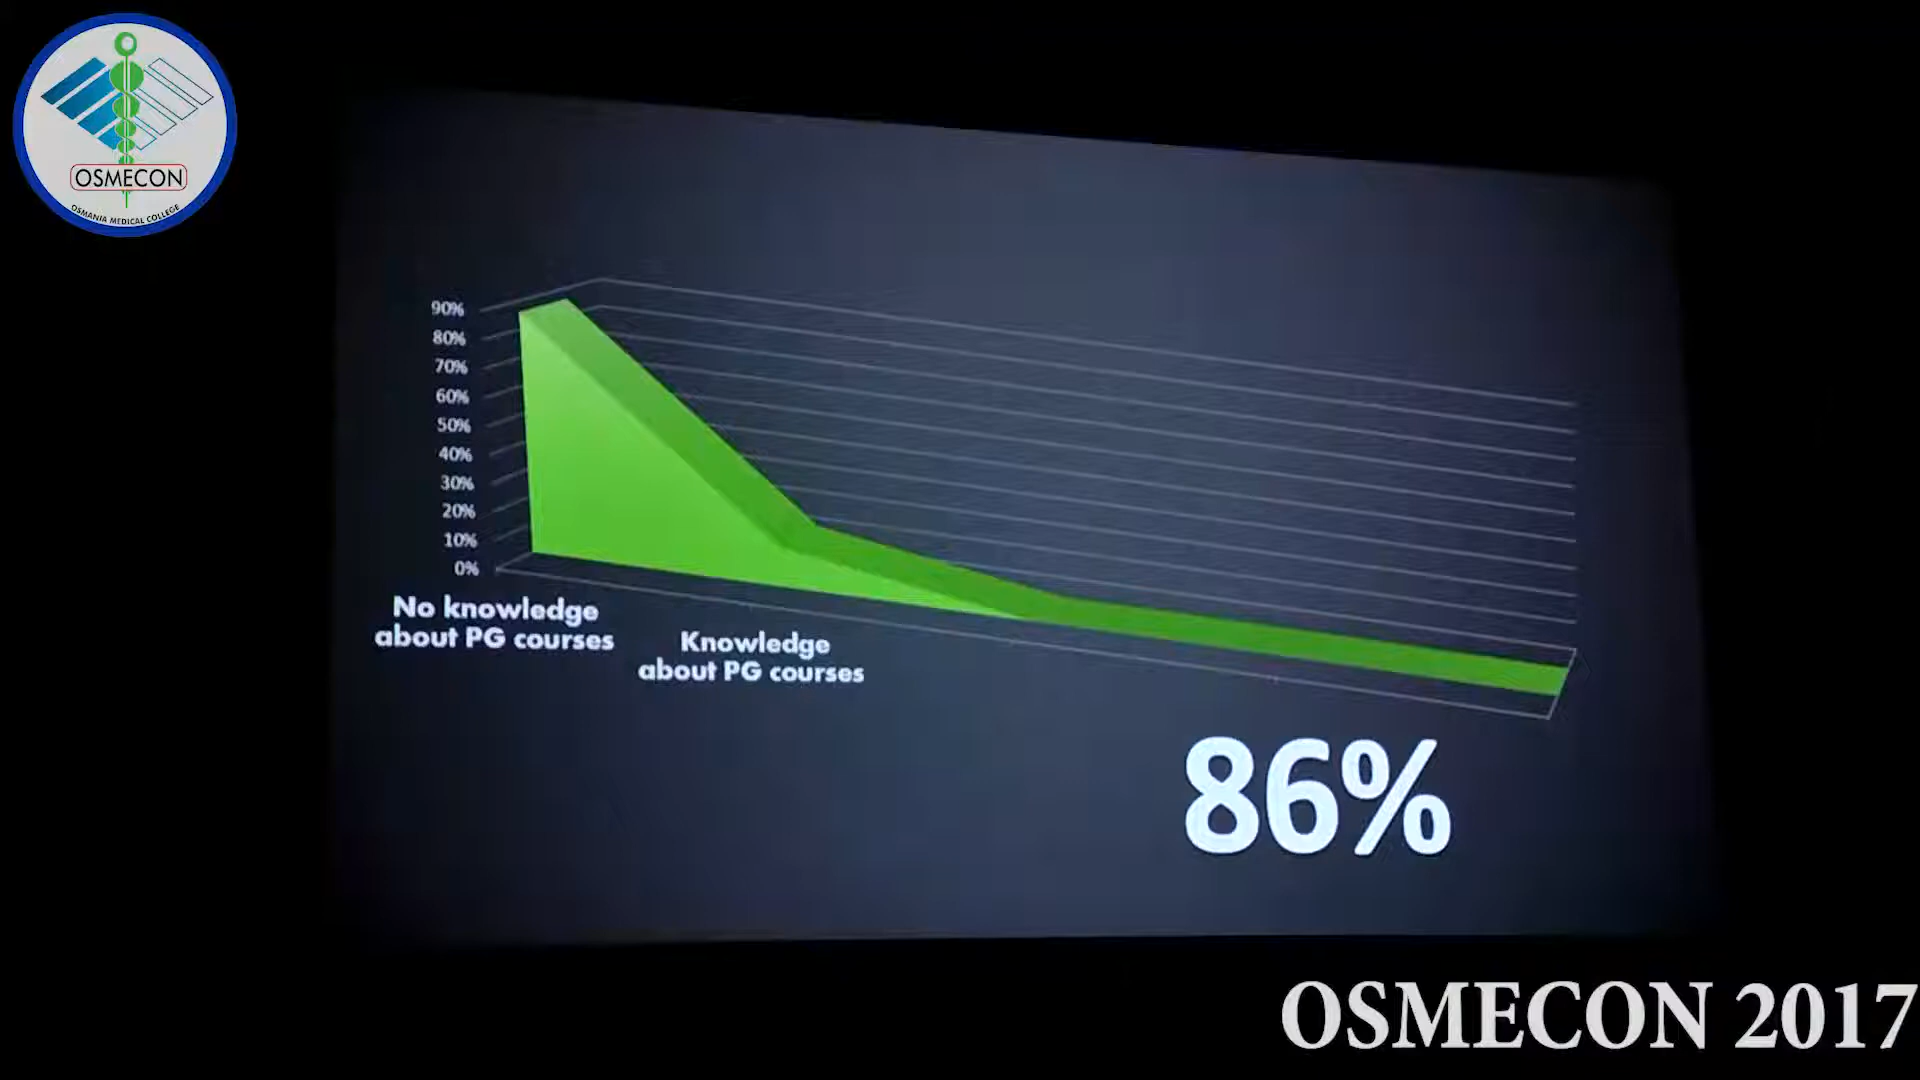 OSMECON
OSMANIA MEDICAL COLLEGE
90%
80%
70%
60%
50%
40%
30%
20%
10%
0%
No knowledge
about PG courses
Knowledge
about PG courses
86%
OSMECON 2017